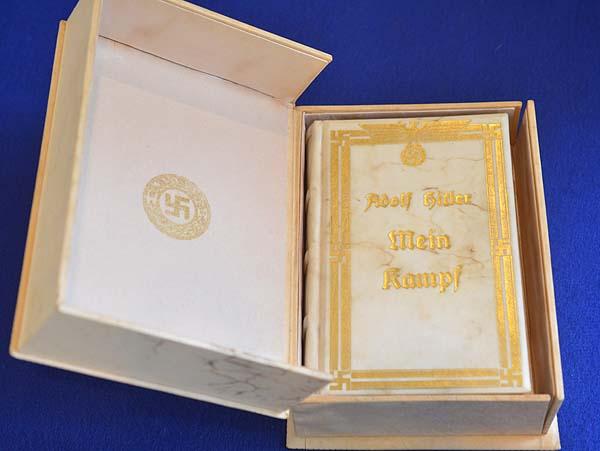 Adolf Hitler
Mein
Kampf